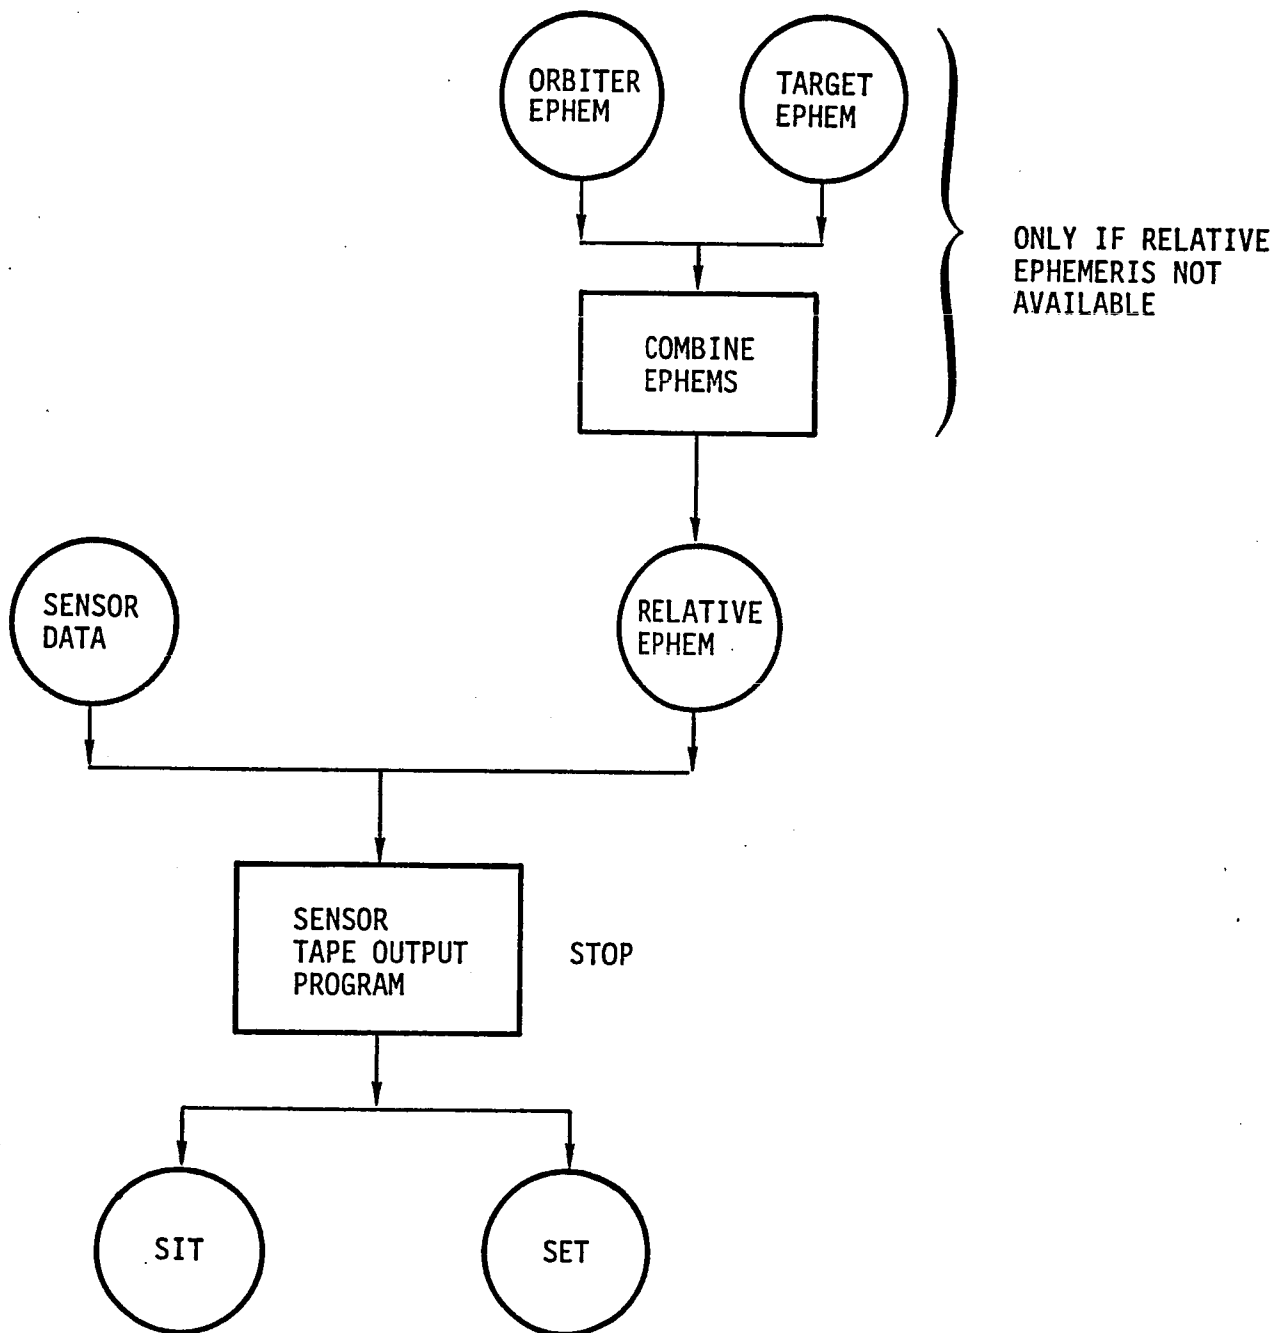 ORBITER
EPHEM
TARGET
EPHEM
ONLY IF RELATIVE
EPHEMERIS NOT
AVAILABLE
COMBINE
EPHEMS
SENSOR
DATA
RELATIVE
EPHEM
SENSOR
TAPE OUTPUT
PROGRAM
STOP
SIT
SET